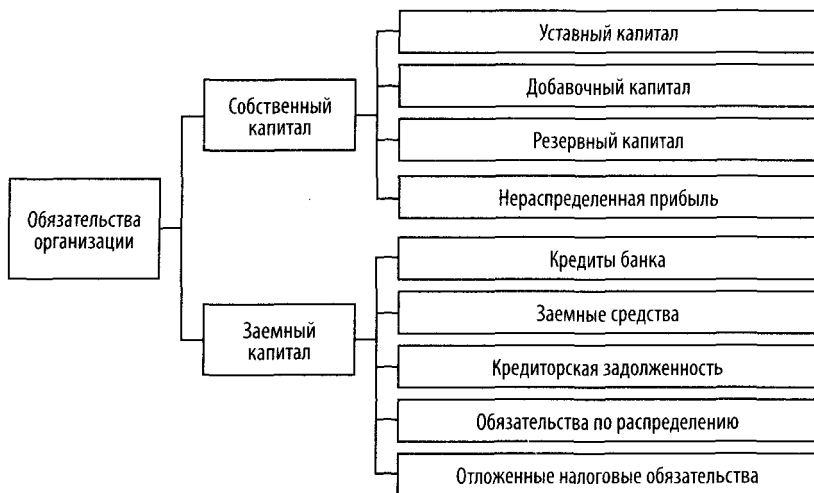 Обязательства
организации
Собственный
капитал
Уставный капитал
Добавочный капитал
Резервный капитал
Нераспределенная прибыль
Заемный
капитал
Кредиты банка
Заемные средства
Кредиторская задолженность
Обязательства по распределению
Отложенные налоговые обязательства